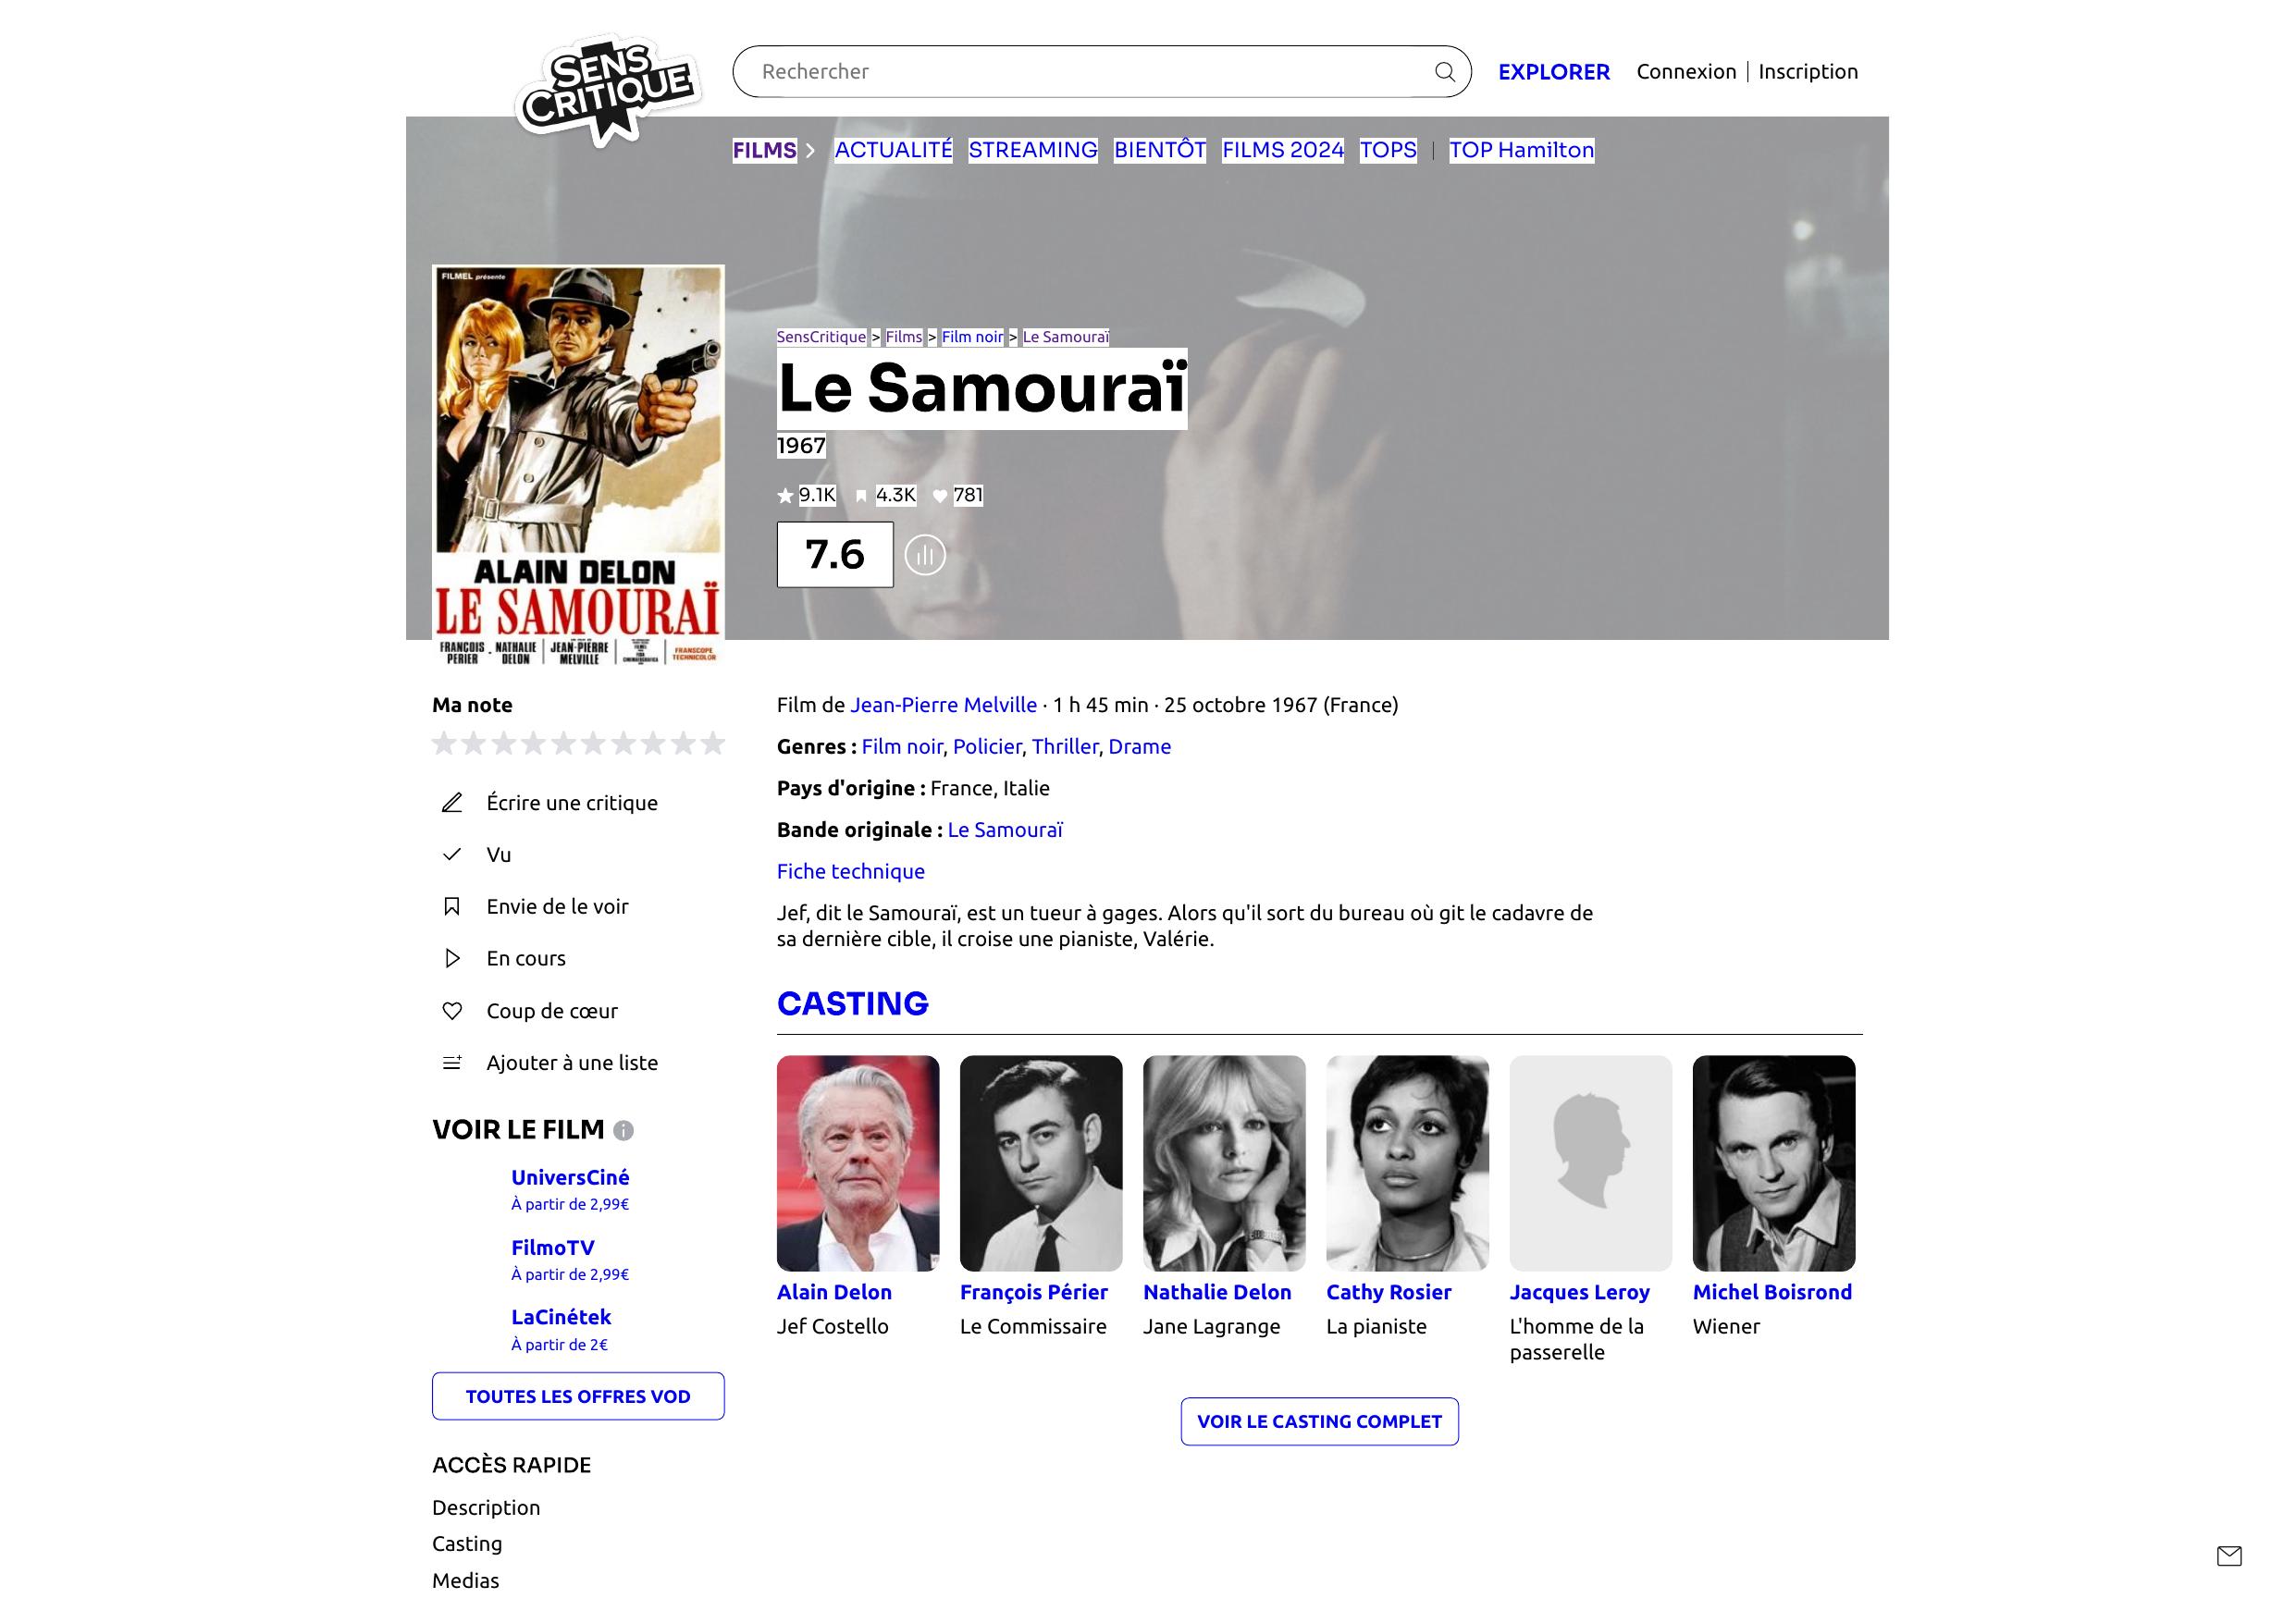 SENS
CRITIQUE
Rechercher
EXPLORER
Connexion | Inscription
FILMS ACTUALITÉ STREAMING BIENTÔT FILMS 2024 TOPS | TOP Hamilton
FILMEL présente
ALAIN DELON
LE SAMOURAÏ
FRANÇOIS PERIER NATHALIE DELON JEAN-PIERRE MELVILLE FRANSCOPE TECHNICOLOR
SensCritique > Films > Film noir > Le Samouraï
Le Samouraï
1967
9.1K 4.3K 781
7.6
Ma note
Écrire une critique
Vu
Envie de le voir
En cours
Coup de cœur
Ajouter à une liste
VOIR LE FILM
UniversCiné
À partir de 2,99€
FilmoTV
À partir de 2,99€
LaCinétek
À partir de 2€
TOUTES LES OFFRES VOD
ACCÈS RAPIDE
Description
Casting
Medias
Film de Jean-Pierre Melville · 1 h 45 min · 25 octobre 1967 (France)
Genres : Film noir, Policier, Thriller, Drame
Pays d'origine : France, Italie
Bande originale : Le Samouraï
Fiche technique
Jef, dit le Samouraï, est un tueur à gages. Alors qu'il sort du bureau où git le cadavre de
sa dernière cible, il croise une pianiste, Valérie.
CASTING
Alain Delon
Jef Costello
François Périer
Le Commissaire
Nathalie Delon
Jane Lagrange
Cathy Rosier
La pianiste
Jacques Leroy
L'homme de la
passerelle
Michel Boisrond
Wiener
VOIR LE CASTING COMPLET